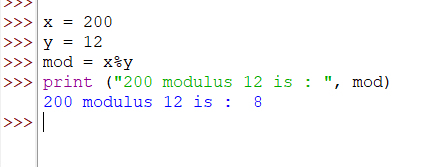 >>>
>>> x = 200
>>> y = 12
>>> mod = x%y
>>> print ("200 modulus 12 is : ", mod)
200 modulus 12 is :  8
>>>